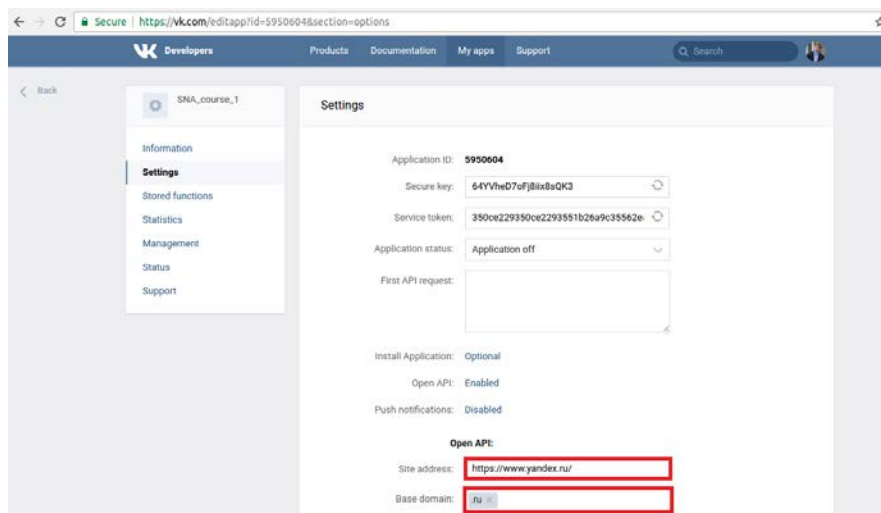 Secure | https://vk.com/editapp?id=5950604&section=options
Developers Products Documentation My apps Support Search
Back
SNA_course_1
Information
Settings
Stored functions
Statistics
Management
Status
Support
Settings
Application ID: 5950604
Secure key: 64YVheD7oFj8iix8sQK3
Service token: 350ce229350ce2293551b26a9c35562e
Application status: Application off
First API request:
Install Application: Optional
Open API: Enabled
Push notifications: Disabled
Open API:
Site address: https://www.yandex.ru/
Base domain: .ru